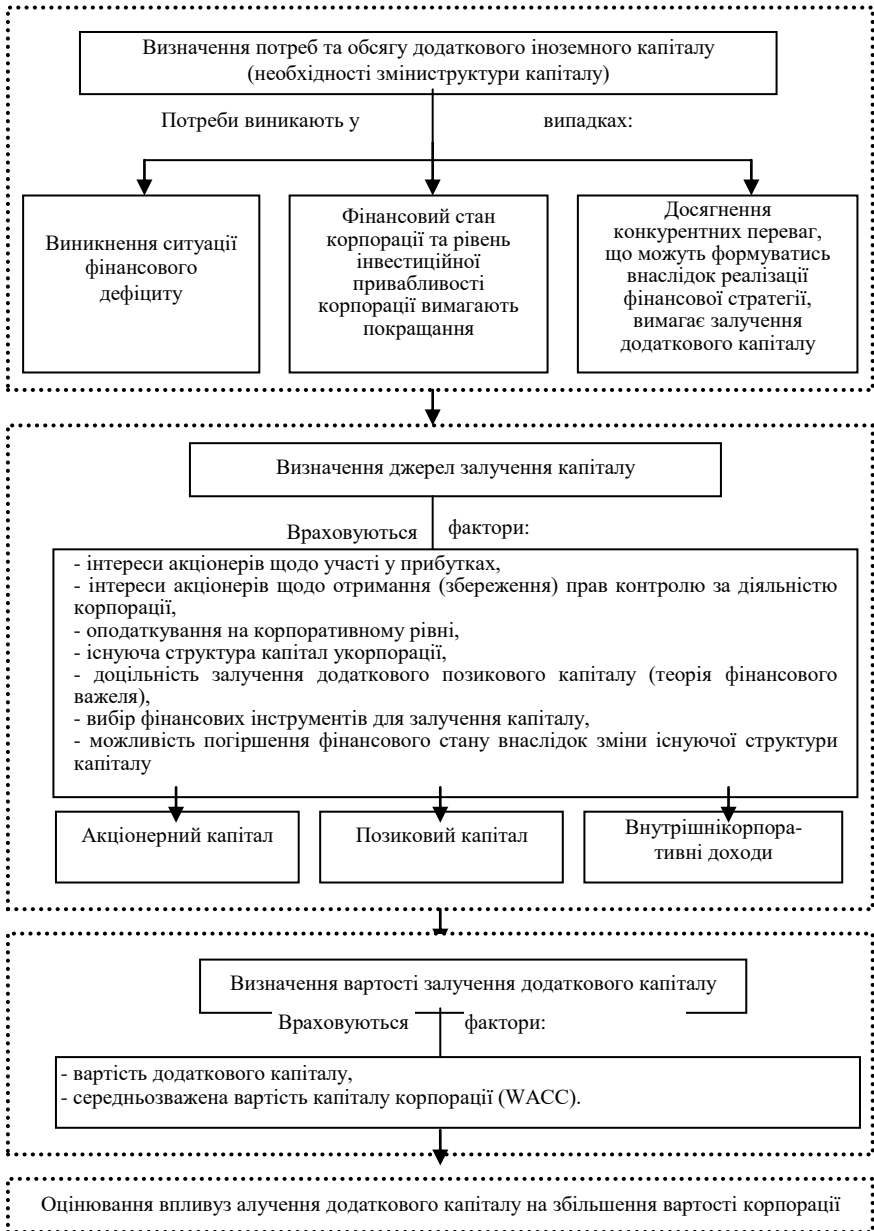 Визначення потреб та обсягу додаткового іноземного капіталу
(необхідності зміниструктури капіталу)
Потреби виникають у випадках:
Виникнення ситуації
фінансового
дефіциту
Фінансовий стан
корпорації та рівень
інвестиційної
привабливості
корпорації вимагають
покращання
Досягнення
конкурентних переваг,
що можуть формуватись
внаслідок реалізації
фінансової стратегії,
вимагає залучення
додаткового капіталу
Визначення джерел залучення капіталу
Враховуються фактори:
- інтереси акціонерів щодо участі у прибутках,
- інтереси акціонерів щодо отримання (збереження) прав контролю за діяльністю
корпорації,
- оподаткування на корпоративному рівні,
- існуюча структура капітал укорпорації,
- доцільність залучення додаткового позикового капіталу (теорія фінансового
важеля),
- вибір фінансових інструментів для залучення капіталу,
- можливість погіршення фінансового стану внаслідок зміни існуючої структури
капіталу
Акціонерний капітал
Позиковий капітал
Внутрішнікорпора-
тивні доходи
Визначення вартості залучення додаткового капіталу
Враховуються фактори:
- вартість додаткового капіталу,
- середньозважена вартість капіталу корпорації (WACC).
Оцінювання впливуз алучення додаткового капіталу на збільшення вартості корпорації